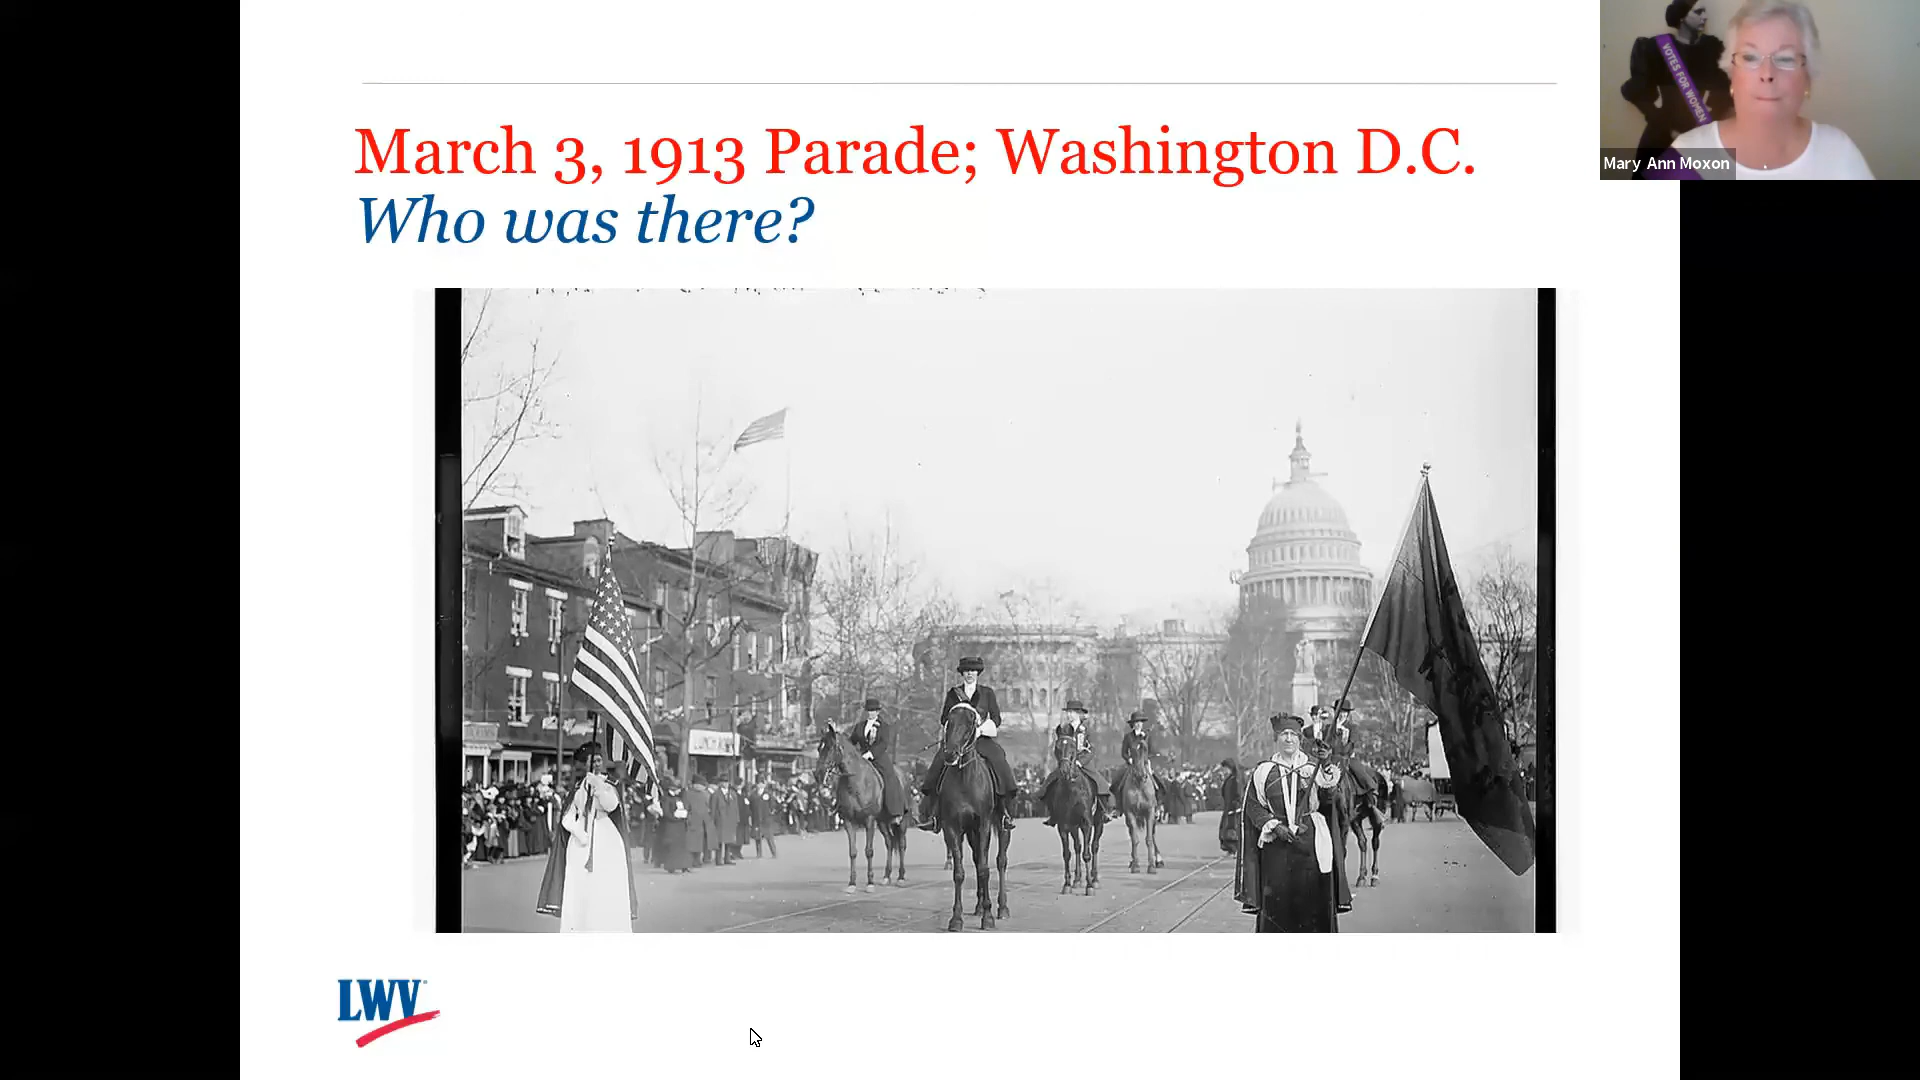 March 3, 1913 Parade; Washington D.C.
Who was there?
VOTES FOR WOMEN
Mary Ann Moxon
LWV